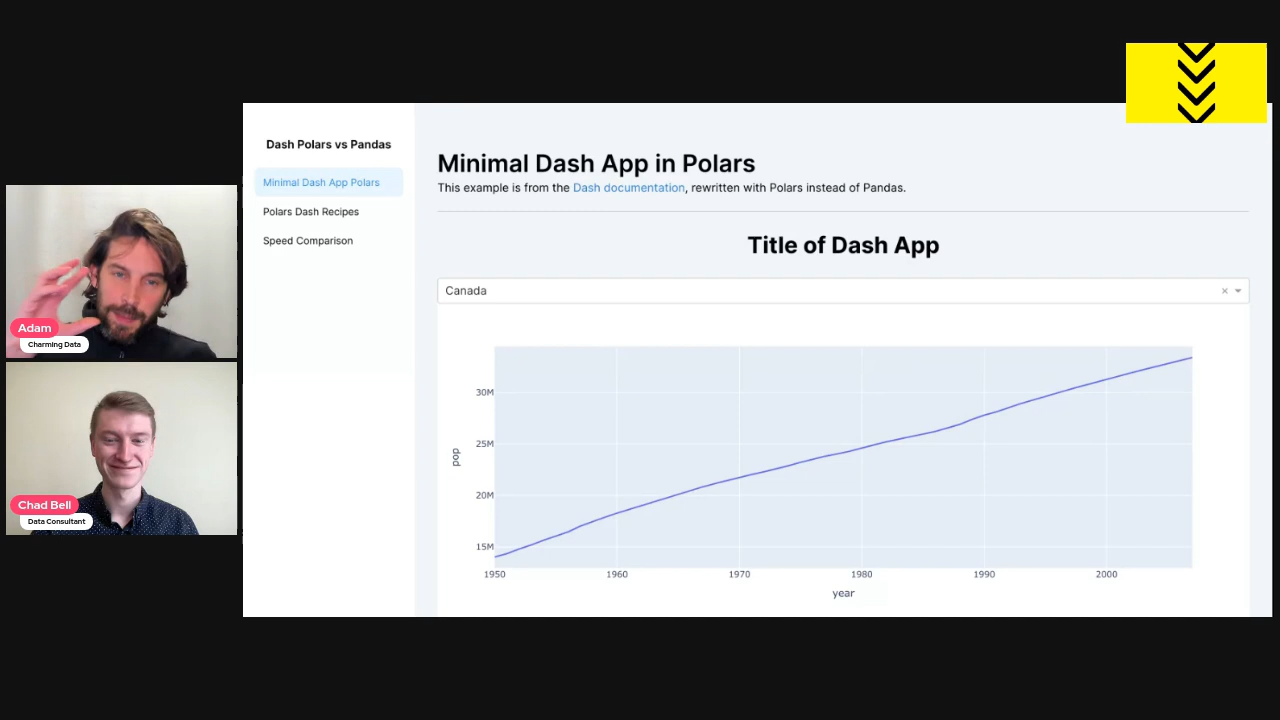 Adam
Charming Data
Chad Bell
Data Consultant
Dash Polars vs Pandas
Minimal Dash App Polars
Polars Dash Recipes
Speed Comparison
Minimal Dash App in Polars
This example is from the Dash documentation, rewritten with Polars instead of Pandas.
Title of Dash App
Canada
pop
30M
25M
20M
15M
1950 1960 1970 1980 1990 2000
year